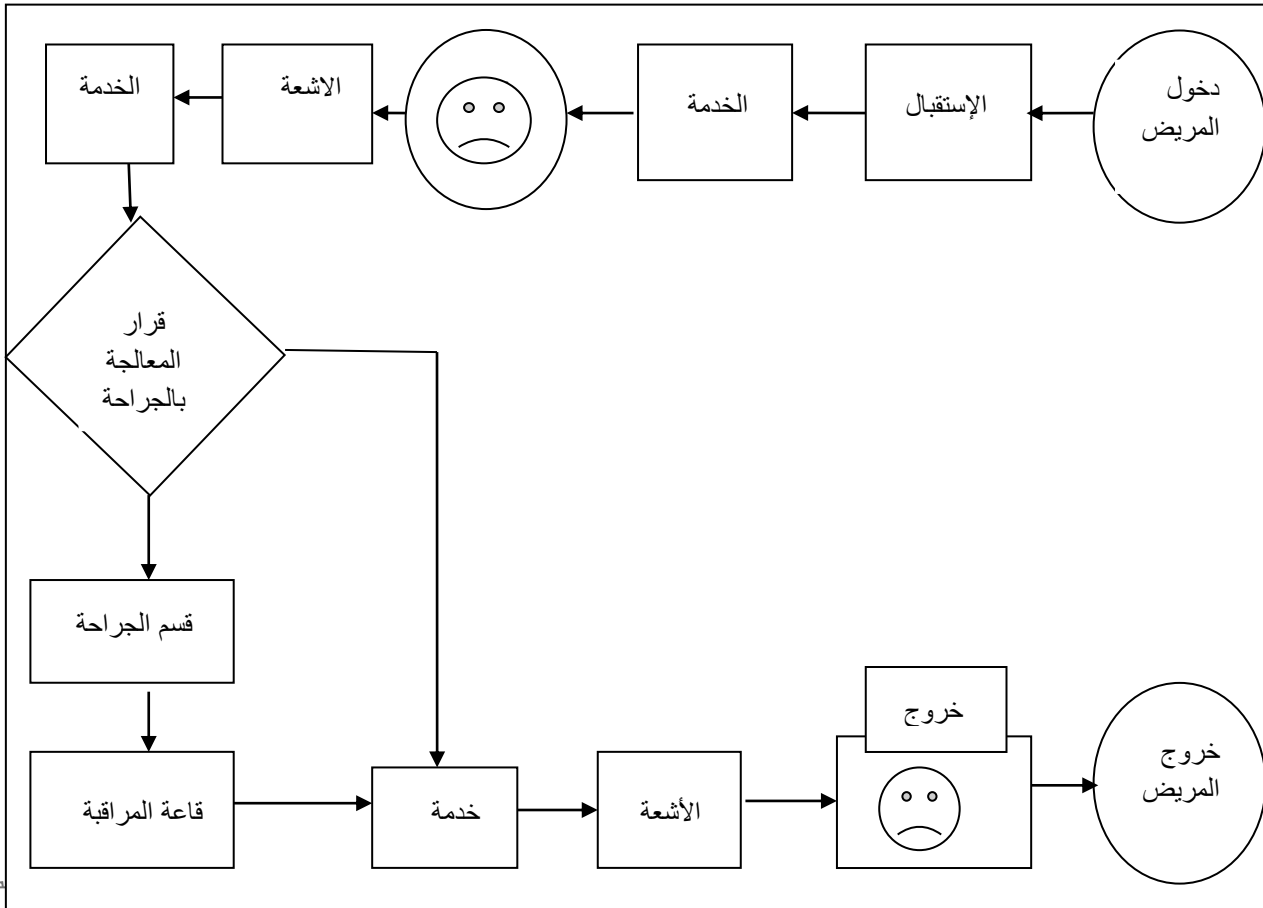 دخول
المريض
الإستقبال
الخدمة
الاشعة
الخدمة
قرار
المعالجة
بالجراحة
قسم الجراحة
قاعة المراقبة
خدمة
الأشعة
خروج
خروج
المريض